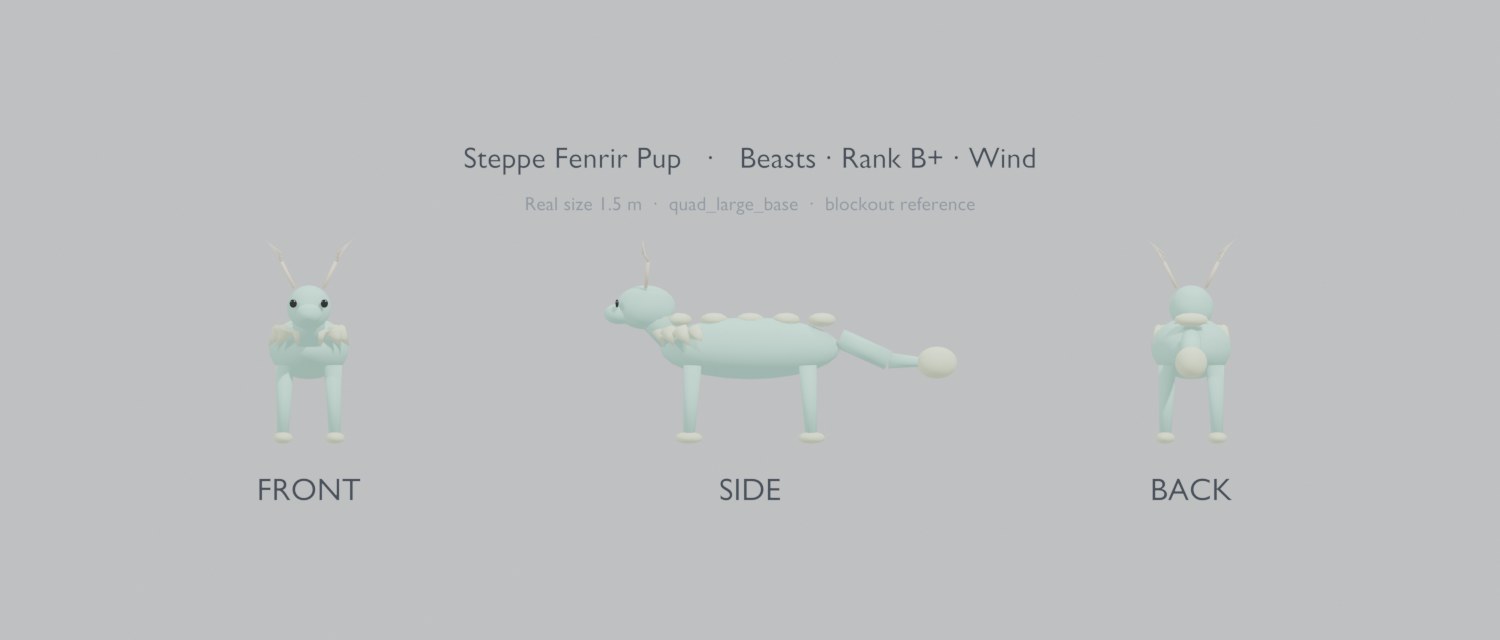 Steppe Fenrir Pup · Beasts · Rank B+ · Wind
Real size 1.5 m · quad_large_base · blockout reference
FRONT
SIDE
BACK